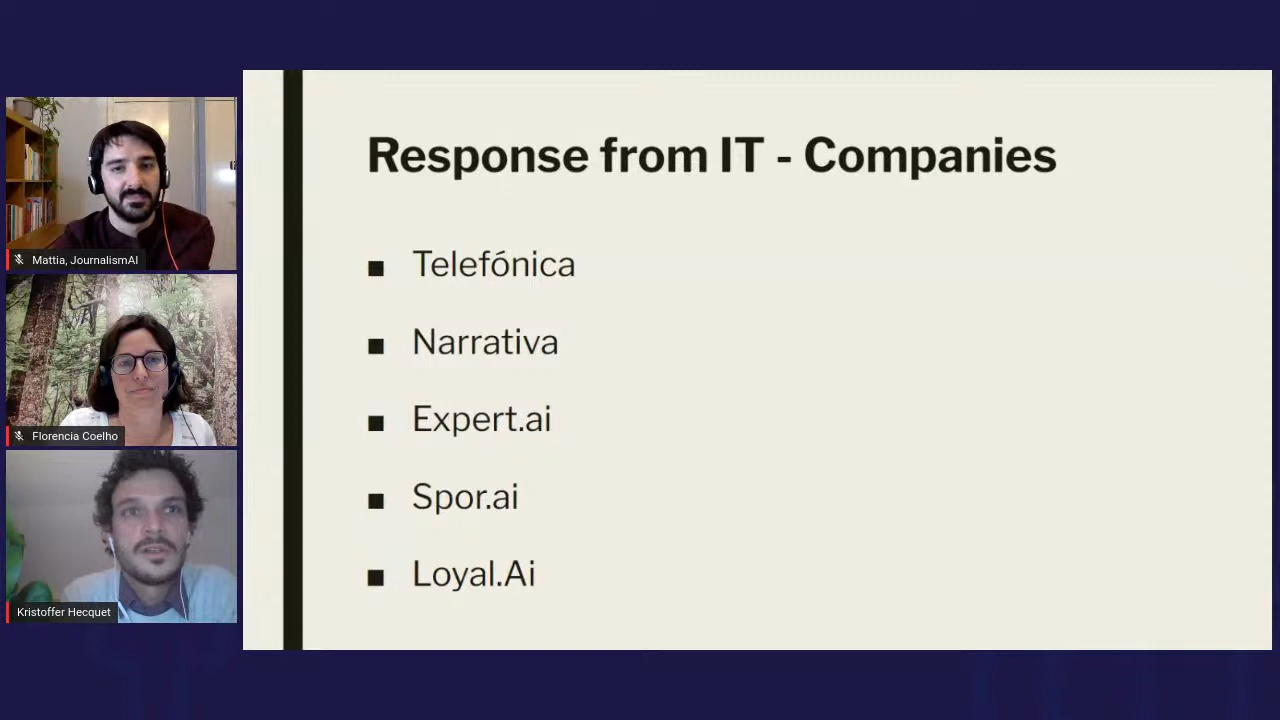 Mattia, JournalismAI
Florencia Coelho
Kristoffer Hecquet
Response from IT - Companies
Telefónica
Narrativa
Expert.ai
Spor.ai
Loyal.Ai